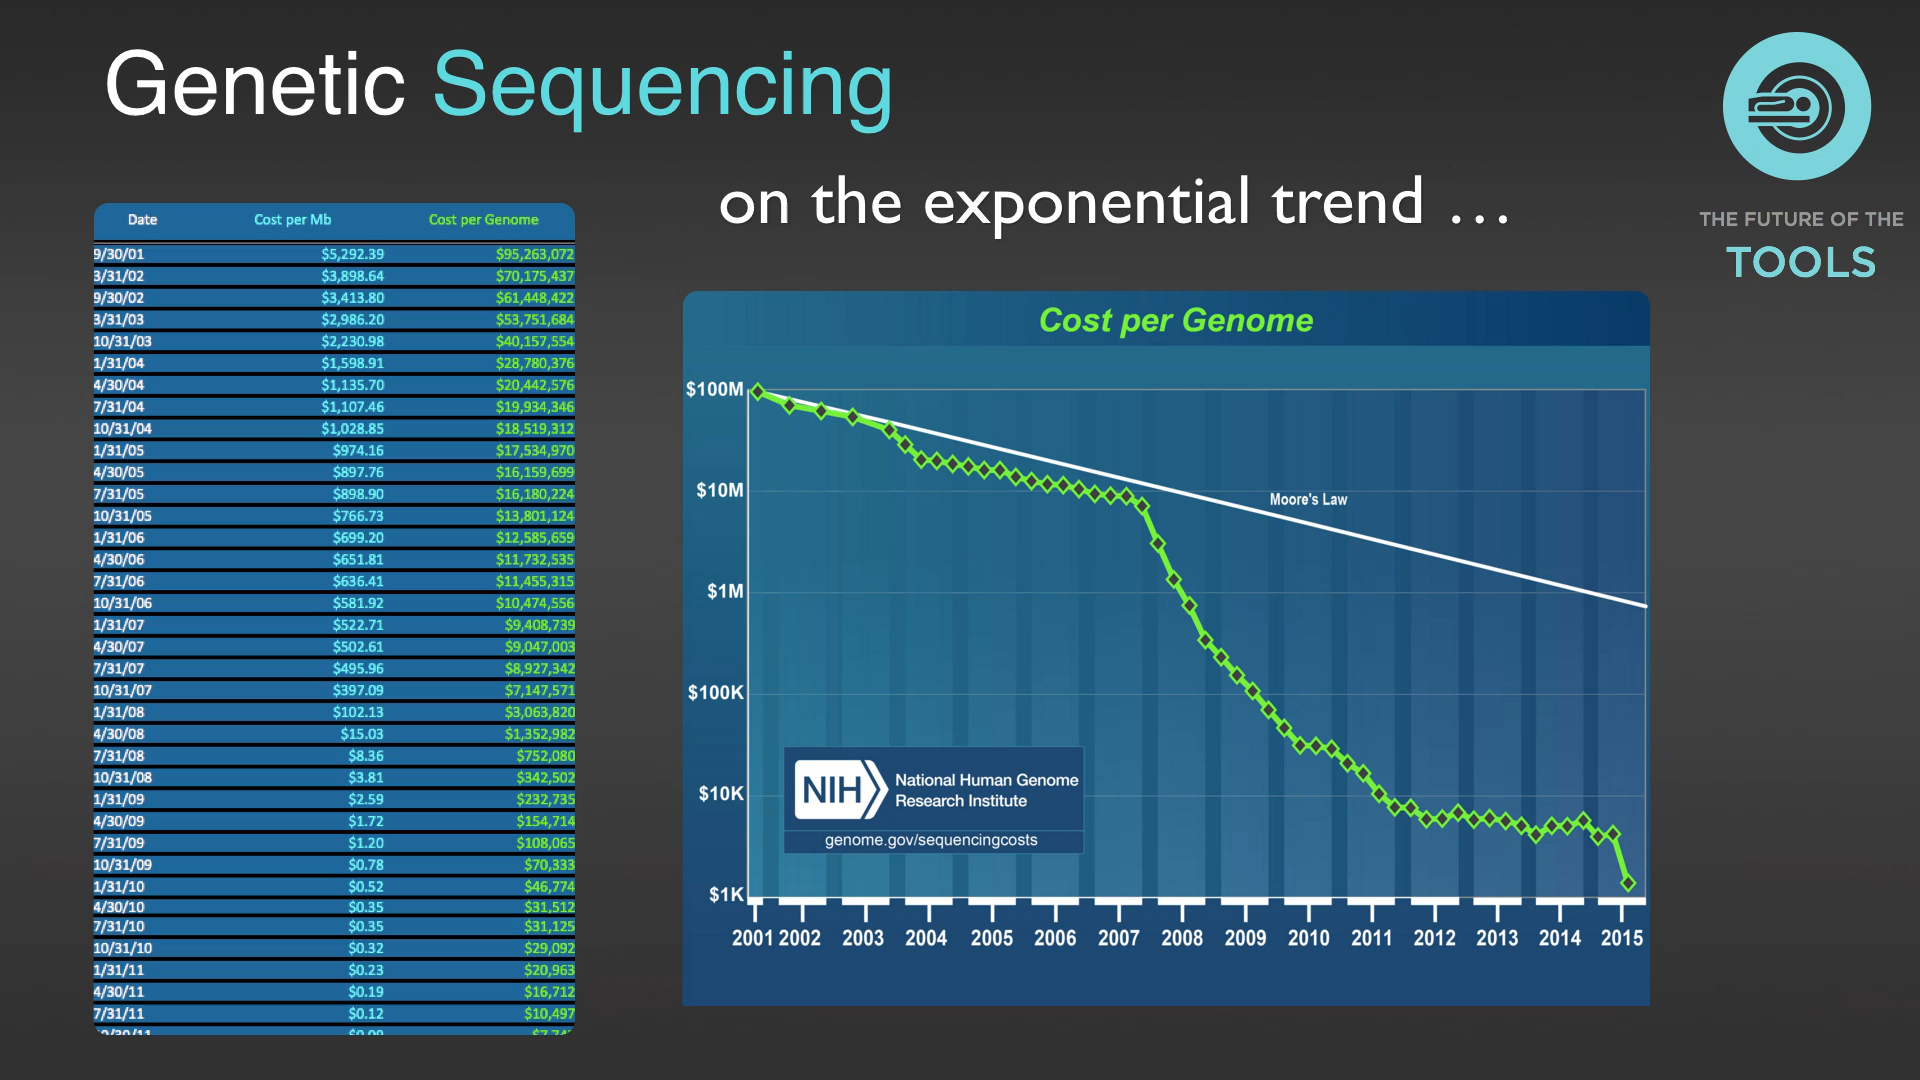 Genetic Sequencing
on the exponential trend …
THE FUTURE OF THE
TOOLS
Date Cost per Mb Cost per Genome
9/30/01 $5,292.39 $95,263,072
3/31/02 $3,898.64 $70,175,437
9/30/02 $3,413.80 $61,448,422
3/31/03 $2,986.20 $53,751,684
10/31/03 $2,230.98 $40,157,554
1/31/04 $1,598.91 $28,780,376
4/30/04 $1,135.70 $20,442,576
7/31/04 $1,107.46 $19,934,346
10/31/04 $1,028.85 $18,519,312
1/31/05 $974.16 $17,534,970
4/30/05 $897.76 $16,159,699
7/31/05 $898.90 $16,180,224
10/31/05 $766.73 $13,801,124
1/31/06 $699.20 $12,585,659
4/30/06 $651.81 $11,732,535
7/31/06 $636.41 $11,455,315
10/31/06 $581.92 $10,474,556
1/31/07 $522.71 $9,408,739
4/30/07 $502.61 $9,047,003
7/31/07 $495.96 $8,927,342
10/31/07 $397.09 $7,147,571
1/31/08 $102.13 $3,063,820
4/30/08 $15.03 $1,352,982
7/31/08 $8.36 $752,080
10/31/08 $3.81 $342,502
1/31/09 $2.59 $232,735
4/30/09 $1.72 $154,714
7/31/09 $1.20 $108,065
10/31/09 $0.78 $70,333
1/31/10 $0.52 $46,774
4/30/10 $0.35 $31,512
7/31/10 $0.35 $31,125
10/31/10 $0.32 $29,092
1/31/11 $0.23 $20,963
4/30/11 $0.19 $16,712
7/31/11 $0.12 $10,497
Cost per Genome
$100M
$10M
$1M
$100K
$10K
$1K
Moore's Law
NIH National Human Genome
Research Institute
genome.gov/sequencingcosts
2001 2002 2003 2004 2005 2006 2007 2008 2009 2010 2011 2012 2013 2014 2015